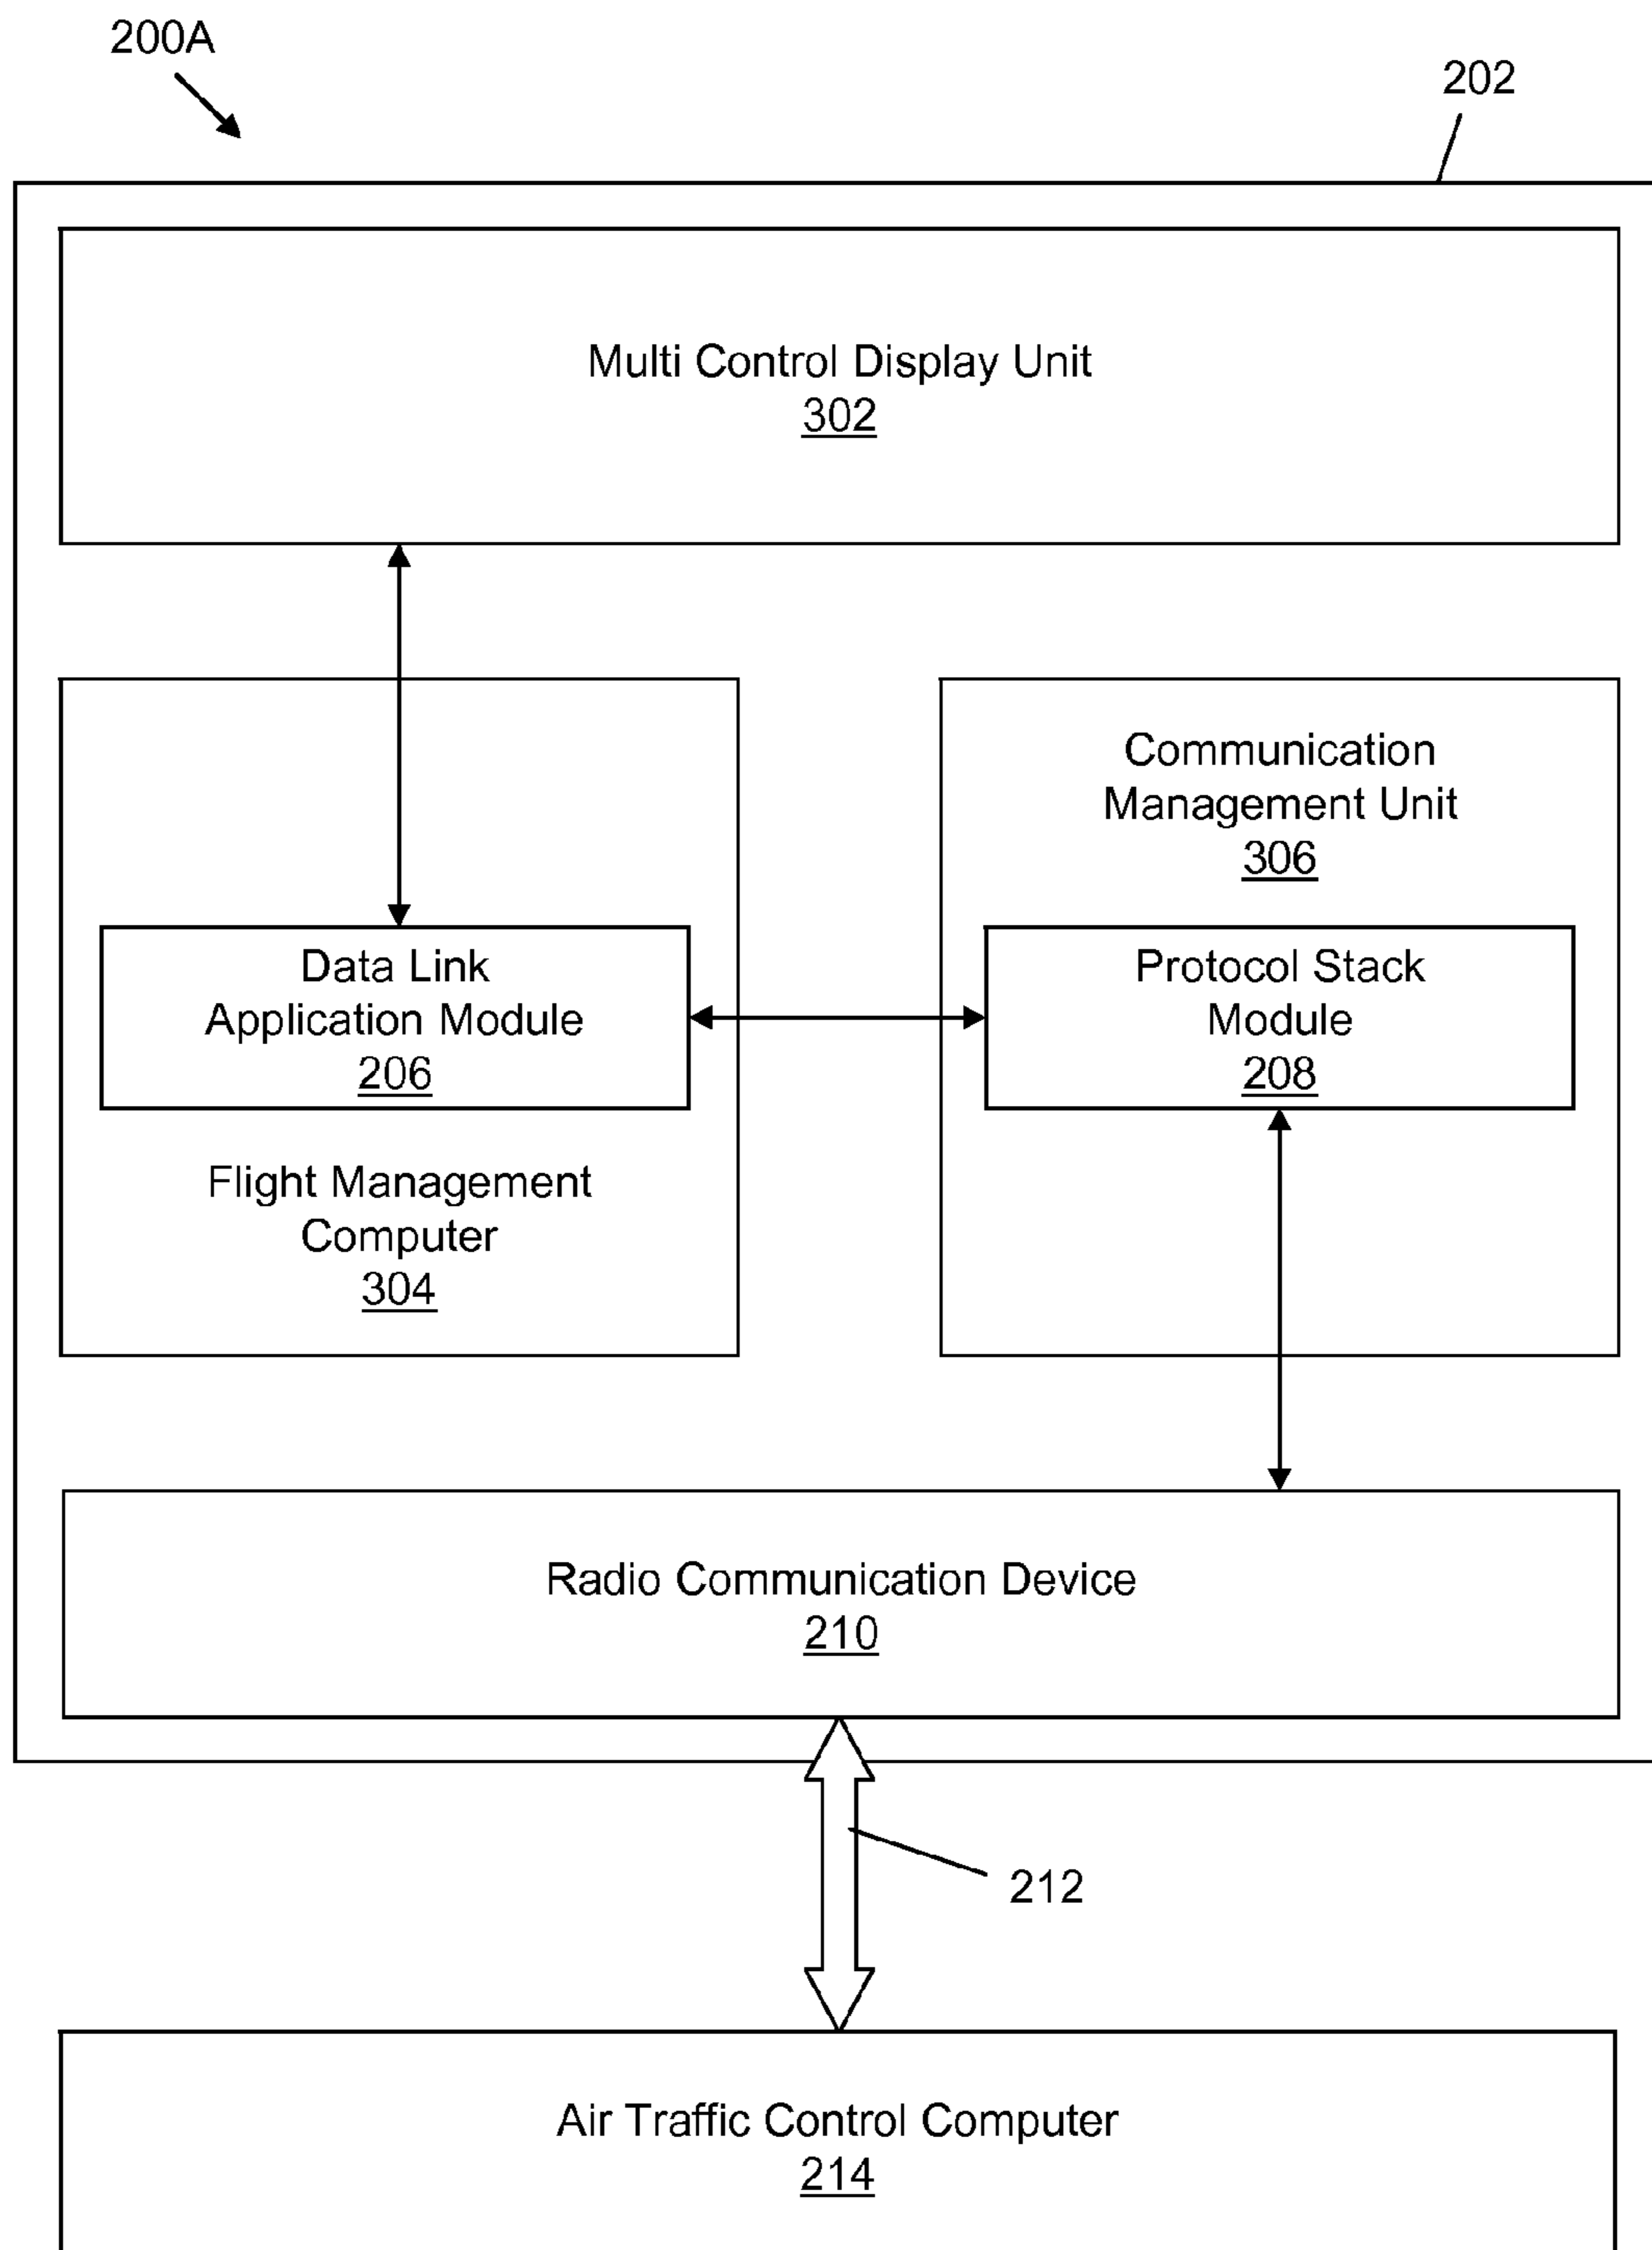 200A
202
Multi Control Display Unit
302
Communication
Management Unit
306
Data Link
Application Module
206
Protocol Stack
Module
208
Flight Management
Computer
304
Radio Communication Device
210
212
Air Traffic Control Computer
214